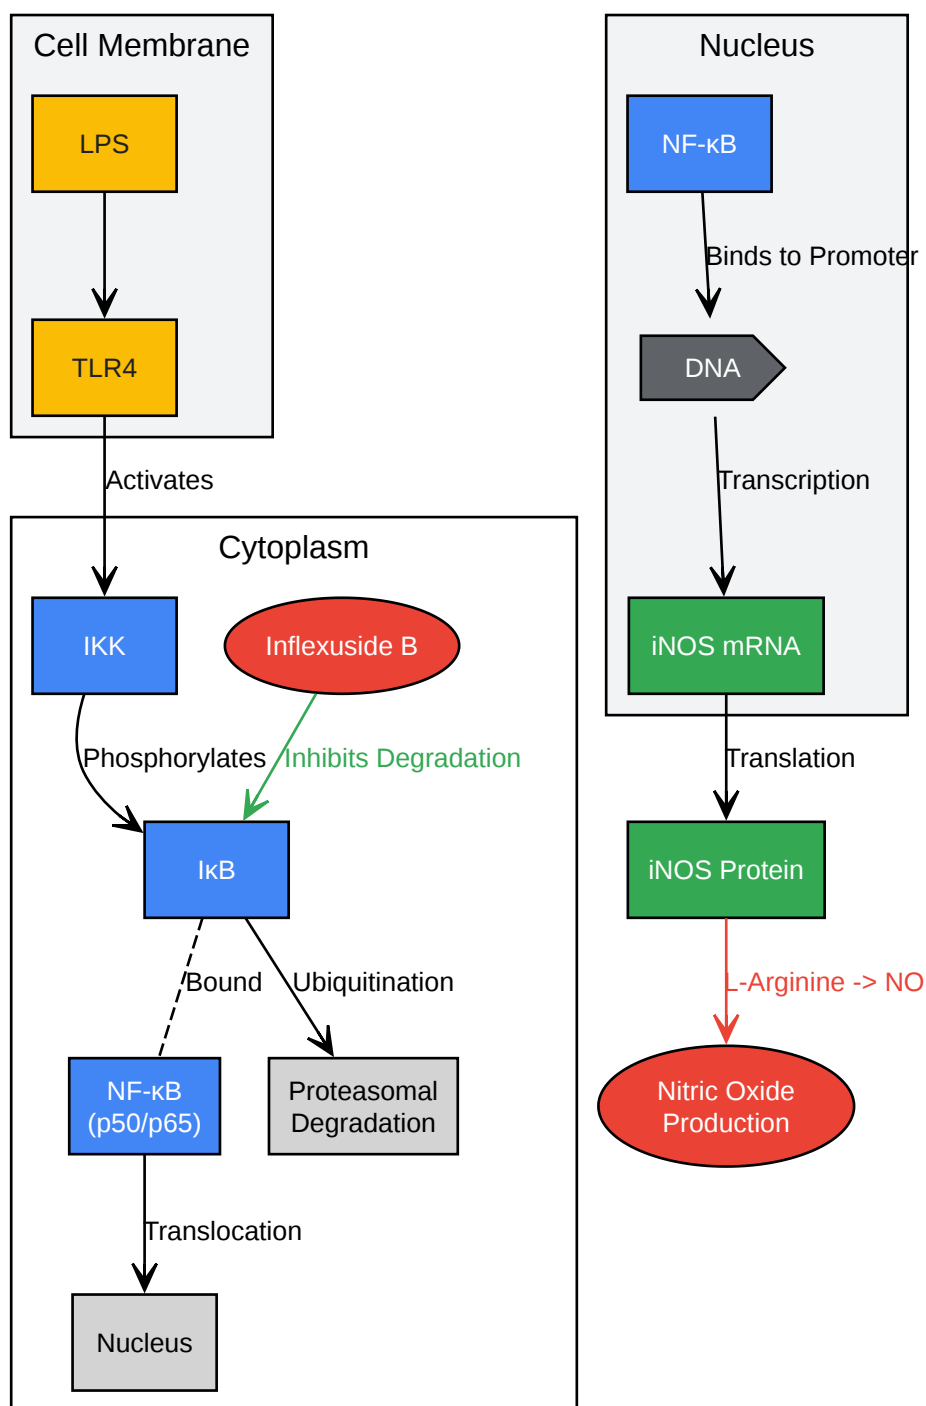 Cell Membrane
LPS
TLR4
Activates
Cytoplasm
IKK
Inflexuside B
Phosphorylates
Inhibits Degradation
IκB
Bound
Ubiquitination
NF-κB
(p50/p65)
Proteasomal
Degradation
Translocation
Nucleus
Nucleus
NF-κB
Binds to Promoter
DNA
Transcription
iNOS mRNA
Translation
iNOS Protein
L-Arginine -> NO
Nitric Oxide
Production